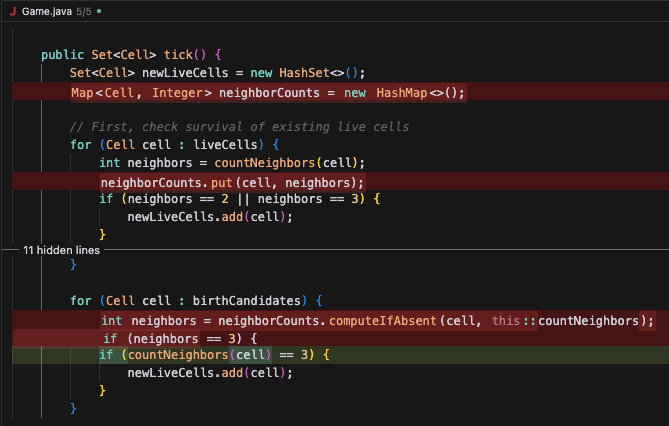 J Game.java 5/5 •
public Set<Cell> tick() {
Set<Cell> newLiveCells = new HashSet<>();
Map<Cell, Integer> neighborCounts = new HashMap<>();
// First, check survival of existing live cells
for (Cell cell : liveCells) {
int neighbors = countNeighbors(cell);
neighborCounts.put(cell, neighbors);
if (neighbors == 2 || neighbors == 3) {
newLiveCells.add(cell);
}
11 hidden lines
}
for (Cell cell : birthCandidates) {
int neighbors = neighborCounts.computeIfAbsent(cell, this::countNeighbors);
if (neighbors == 3) {
if (countNeighbors(cell) == 3) {
newLiveCells.add(cell);
}
}